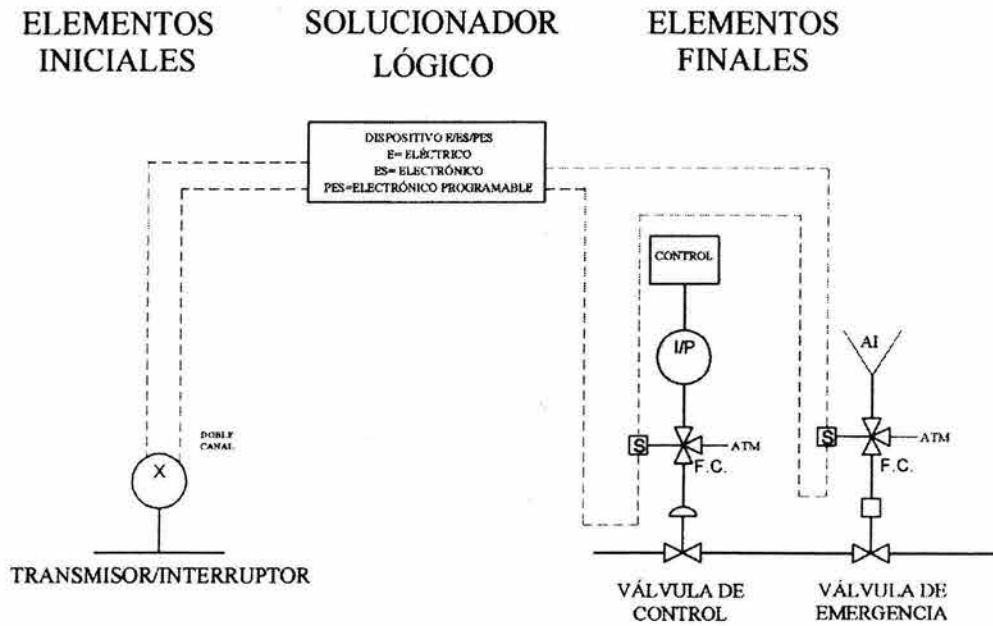 ELEMENTOS
INICIALES
SOLUCIONADOR
LÓGICO
ELEMENTOS
FINALES
DISPOSITIVO E/ES/PES
E= ELÉCTRICO
ES= ELECTRÓNICO
PES=ELECTRÓNICO PROGRAMABLE
CONTROL
I/P
AI
S
ATM
F.C.
S
ATM
F.C.
DOBLE
CANAL
X
TRANSMISOR/INTERRUPTOR
VÁLVULA DE
CONTROL
VÁLVULA DE
EMERGENCIA